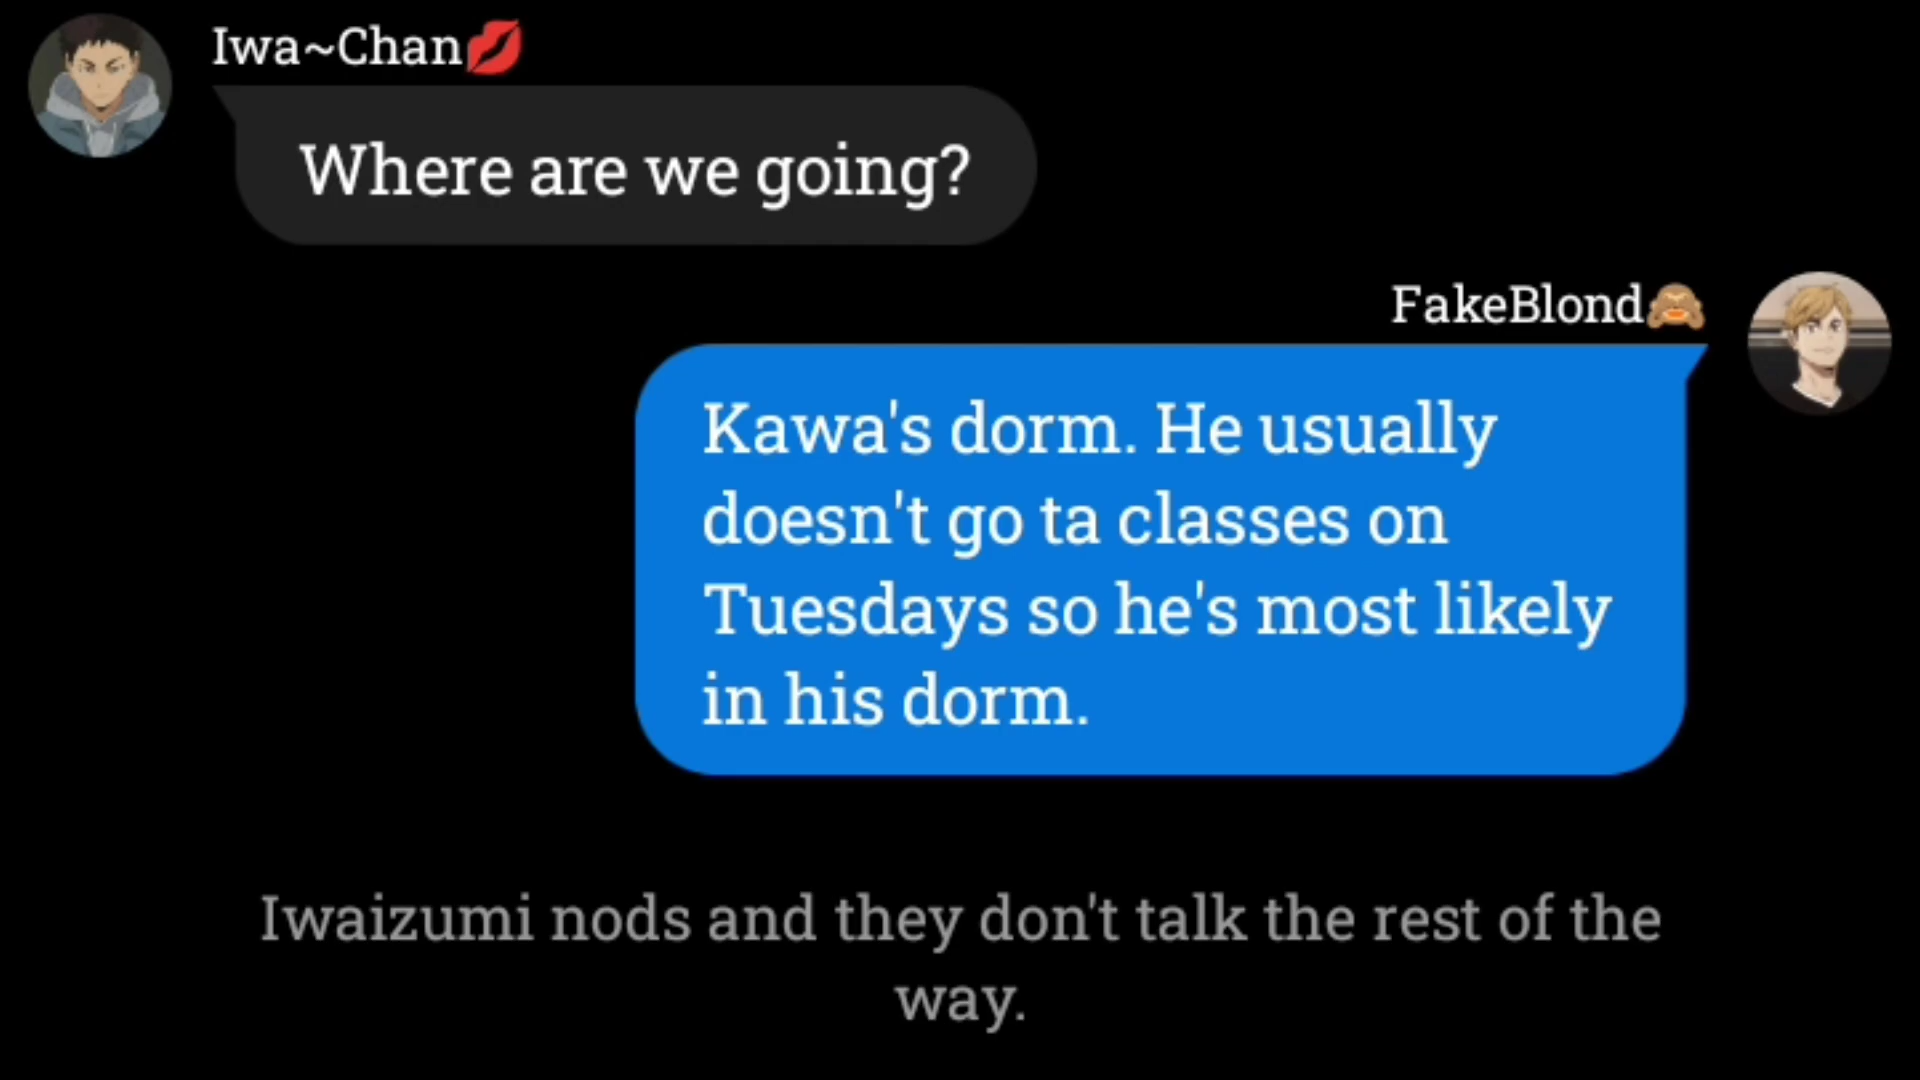 Iwa~Chan💋
Where are we going?
FakeBlond🙈
Kawa's dorm. He usually
doesn't go ta classes on
Tuesdays so he's most likely
in his dorm.
Iwaizumi nods and they don't talk the rest of the
way.